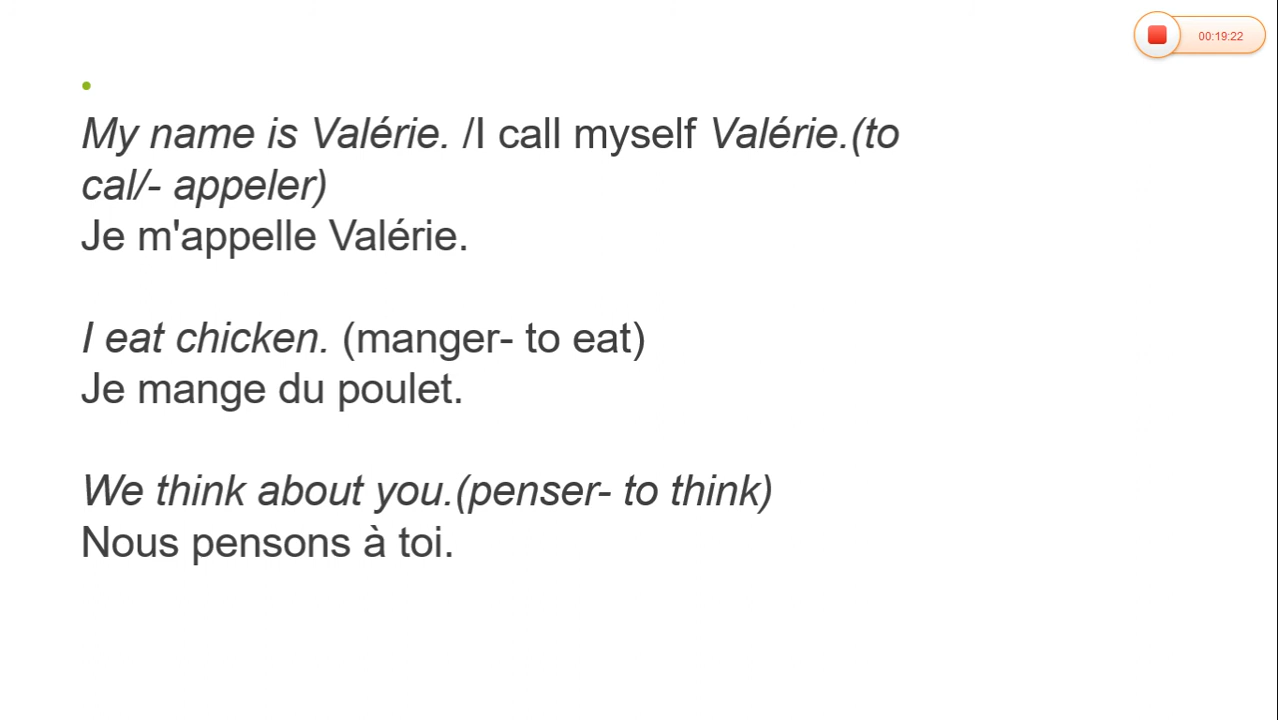 00:19:22
•
My name is Valérie. /I call myself Valérie.(to
cal/- appeler)
Je m'appelle Valérie.
I eat chicken. (manger- to eat)
Je mange du poulet.
We think about you.(penser- to think)
Nous pensons à toi.